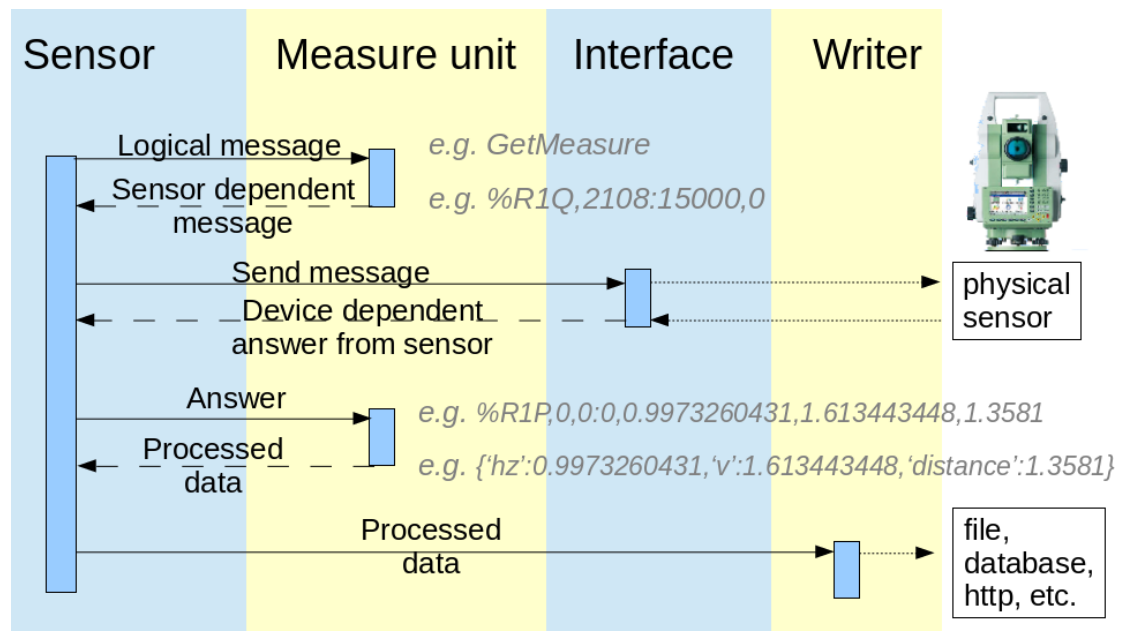 Sensor
Measure unit
Interface
Writer
Logical message
e.g. GetMeasure
Sensor dependent
message
e.g. %R1Q,2108:15000,0
Send message
Device dependent
answer from sensor
physical
sensor
Answer
e.g. %R1P,0,0:0,0.9973260431,1.613443448,1.3581
Processed
data
e.g. {‘hz’:0.9973260431,‘v’:1.613443448,‘distance’:1.3581}
Processed
data
file,
database,
http, etc.